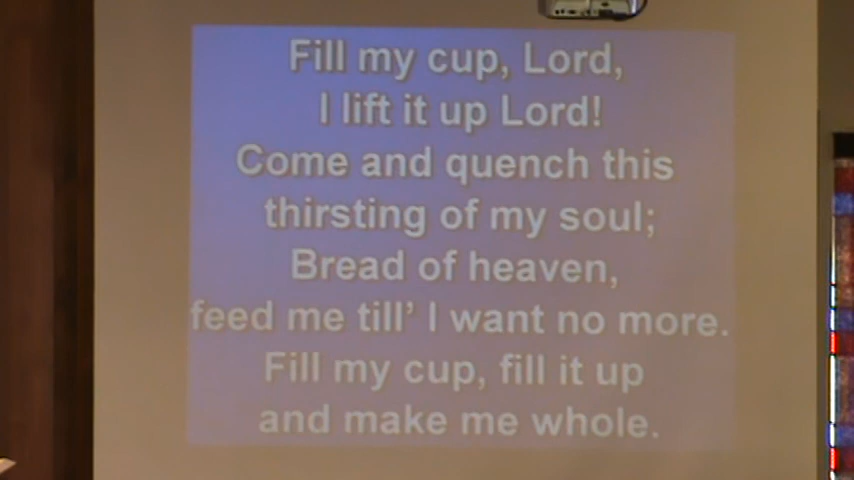 Fill my cup, Lord,
I lift it up Lord!
Come and quench this
thirsting of my soul;
Bread of heaven,
feed me till' I want no more.
Fill my cup, fill it up
and make me whole.